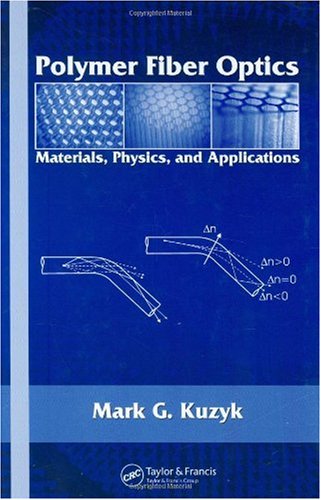 Polymer Fiber Optics
Materials, Physics, and Applications
Δn
Δn>0
Δn=0
Δn<0
Mark G. Kuzyk
CRC
Taylor & Francis
Taylor & Francis Group